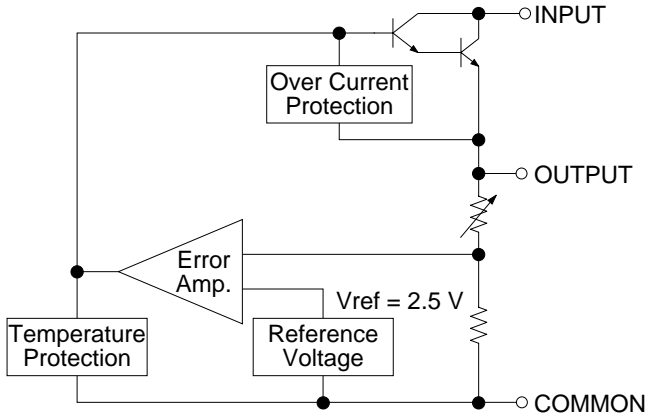 INPUT
Over Current
Protection
OUTPUT
Error
Amp.
Vref = 2.5 V
Temperature
Protection
Reference
Voltage
COMMON